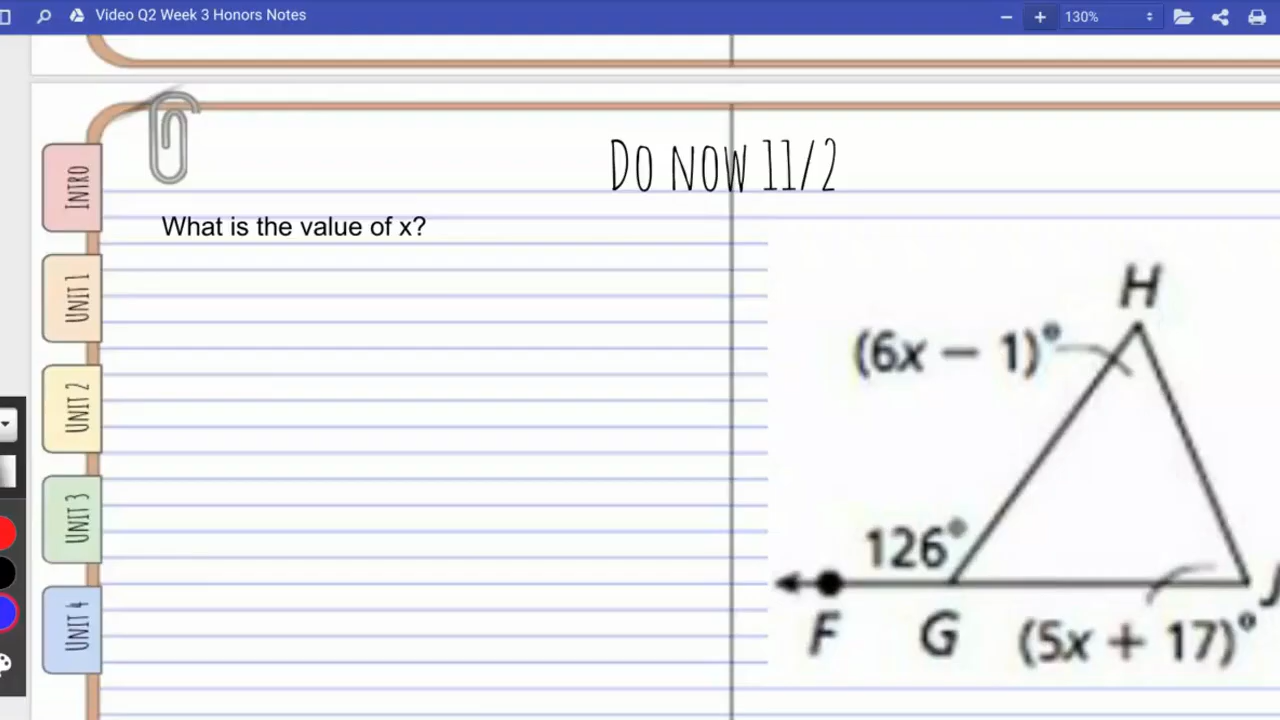 Video Q2 Week 3 Honors Notes
130%
Do now 11/2
INTRO
What is the value of x?
UNIT 1
UNIT 2
UNIT 3
UNIT 4
H
(6x − 1)°
126°
F G (5x + 17)° J